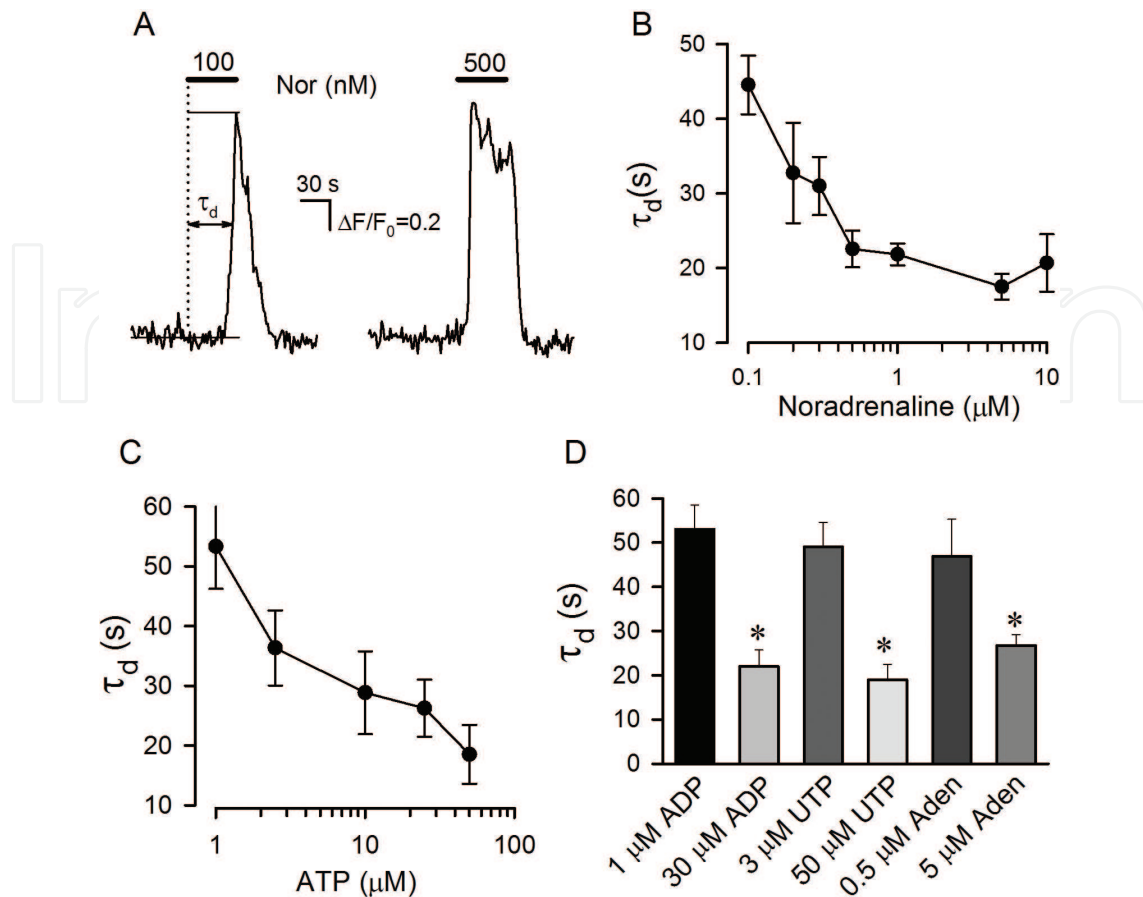 A
100
Nor (nM)
500
30 s
ΔF/F₀=0.2
τd
B
50
40
30
20
10
τd(s)
0.1
1
10
Noradrenaline (μM)
C
60
50
40
30
20
10
τd (s)
1
10
100
ATP (μM)
D
60
50
40
30
20
10
0
τd (s)
*
*
*
1 μM ADP
30 μM ADP
3 μM UTP
50 μM UTP
0.5 μM Aden
5 μM Aden